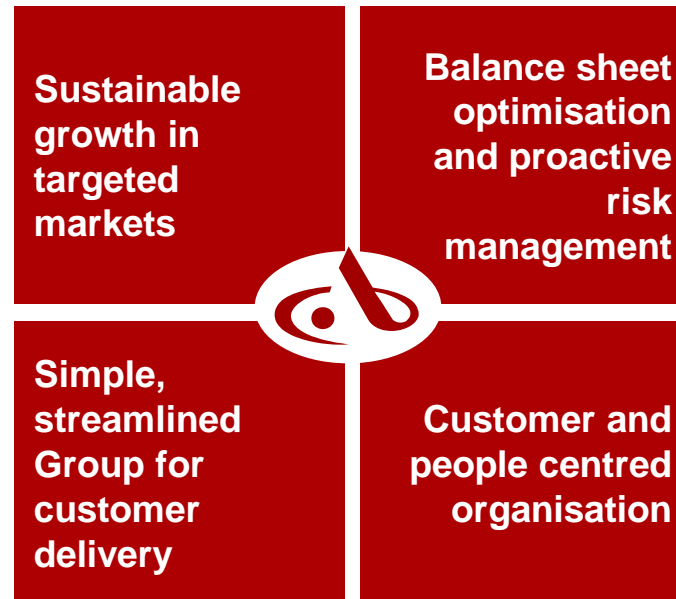 Sustainable
growth in
targeted
markets
Balance sheet
optimisation
and proactive
risk
management
Simple,
streamlined
Group for
customer
delivery
Customer and
people centred
organisation